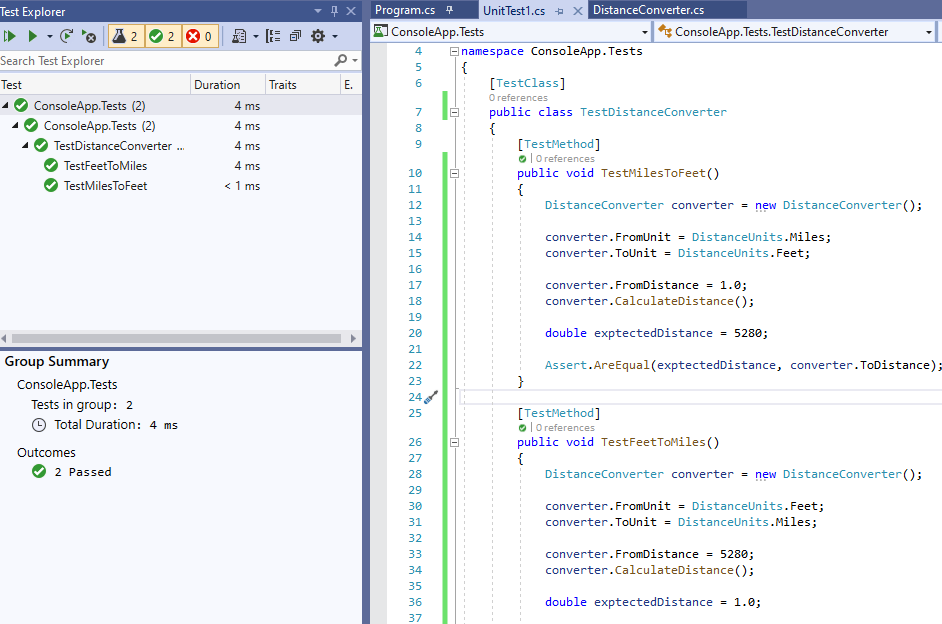 Test Explorer
2 2 0
Search Test Explorer
Test Duration Traits E.
ConsoleApp.Tests (2) 4 ms
ConsoleApp.Tests (2) 4 ms
TestDistanceConverter ... 4 ms
TestFeetToMiles 4 ms
TestMilesToFeet < 1 ms
Group Summary
ConsoleApp.Tests
Tests in group: 2
Total Duration: 4 ms
Outcomes
2 Passed
Program.cs UnitTest1.cs DistanceConverter.cs
ConsoleApp.Tests ConsoleApp.Tests.TestDistanceConverter
4 namespace ConsoleApp.Tests
5 {
6 [TestClass]
0 references
7 public class TestDistanceConverter
8 {
9 [TestMethod]
| 0 references
10 public void TestMilesToFeet()
11 {
12 DistanceConverter converter = new DistanceConverter();
13
14 converter.FromUnit = DistanceUnits.Miles;
15 converter.ToUnit = DistanceUnits.Feet;
16
17 converter.FromDistance = 1.0;
18 converter.CalculateDistance();
19
20 double exptectedDistance = 5280;
21
22 Assert.AreEqual(exptectedDistance, converter.ToDistance);
23 }
24
25 [TestMethod]
| 0 references
26 public void TestFeetToMiles()
27 {
28 DistanceConverter converter = new DistanceConverter();
29
30 converter.FromUnit = DistanceUnits.Feet;
31 converter.ToUnit = DistanceUnits.Miles;
32
33 converter.FromDistance = 5280;
34 converter.CalculateDistance();
35
36 double exptectedDistance = 1.0;
37